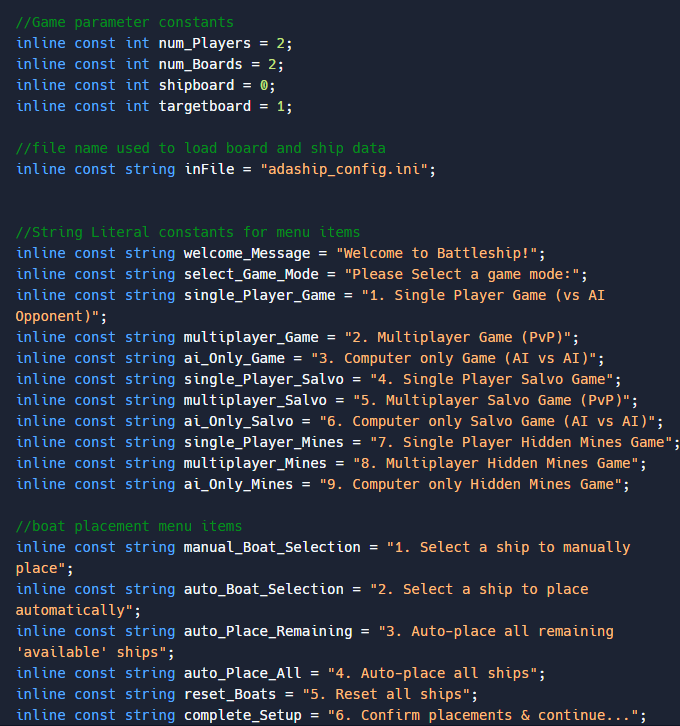 //Game parameter constants
inline const int num_Players = 2;
inline const int num_Boards = 2;
inline const int shipboard = 0;
inline const int targetboard = 1;
//file name used to load board and ship data
inline const string inFile = "adaship_config.ini";
//String Literal constants for menu items
inline const string welcome_Message = "Welcome to Battleship!";
inline const string select_Game_Mode = "Please Select a game mode:";
inline const string single_Player_Game = "1. Single Player Game (vs AI
Opponent)";
inline const string multiplayer_Game = "2. Multiplayer Game (PvP)";
inline const string ai_Only_Game = "3. Computer only Game (AI vs AI)";
inline const string single_Player_Salvo = "4. Single Player Salvo Game";
inline const string multiplayer_Salvo = "5. Multiplayer Salvo Game (PvP)";
inline const string ai_Only_Salvo = "6. Computer only Salvo Game (AI vs AI)";
inline const string single_Player_Mines = "7. Single Player Hidden Mines Game";
inline const string multiplayer_Mines = "8. Multiplayer Hidden Mines Game";
inline const string ai_Only_Mines = "9. Computer only Hidden Mines Game";
//boat placement menu items
inline const string manual_Boat_Selection = "1. Select a ship to manually
place";
inline const string auto_Boat_Selection = "2. Select a ship to place
automatically";
inline const string auto_Place_Remaining = "3. Auto-place all remaining
'available' ships";
inline const string auto_Place_All = "4. Auto-place all ships";
inline const string reset_Boats = "5. Reset all ships";
inline const string complete_Setup = "6. Confirm placements & continue...";